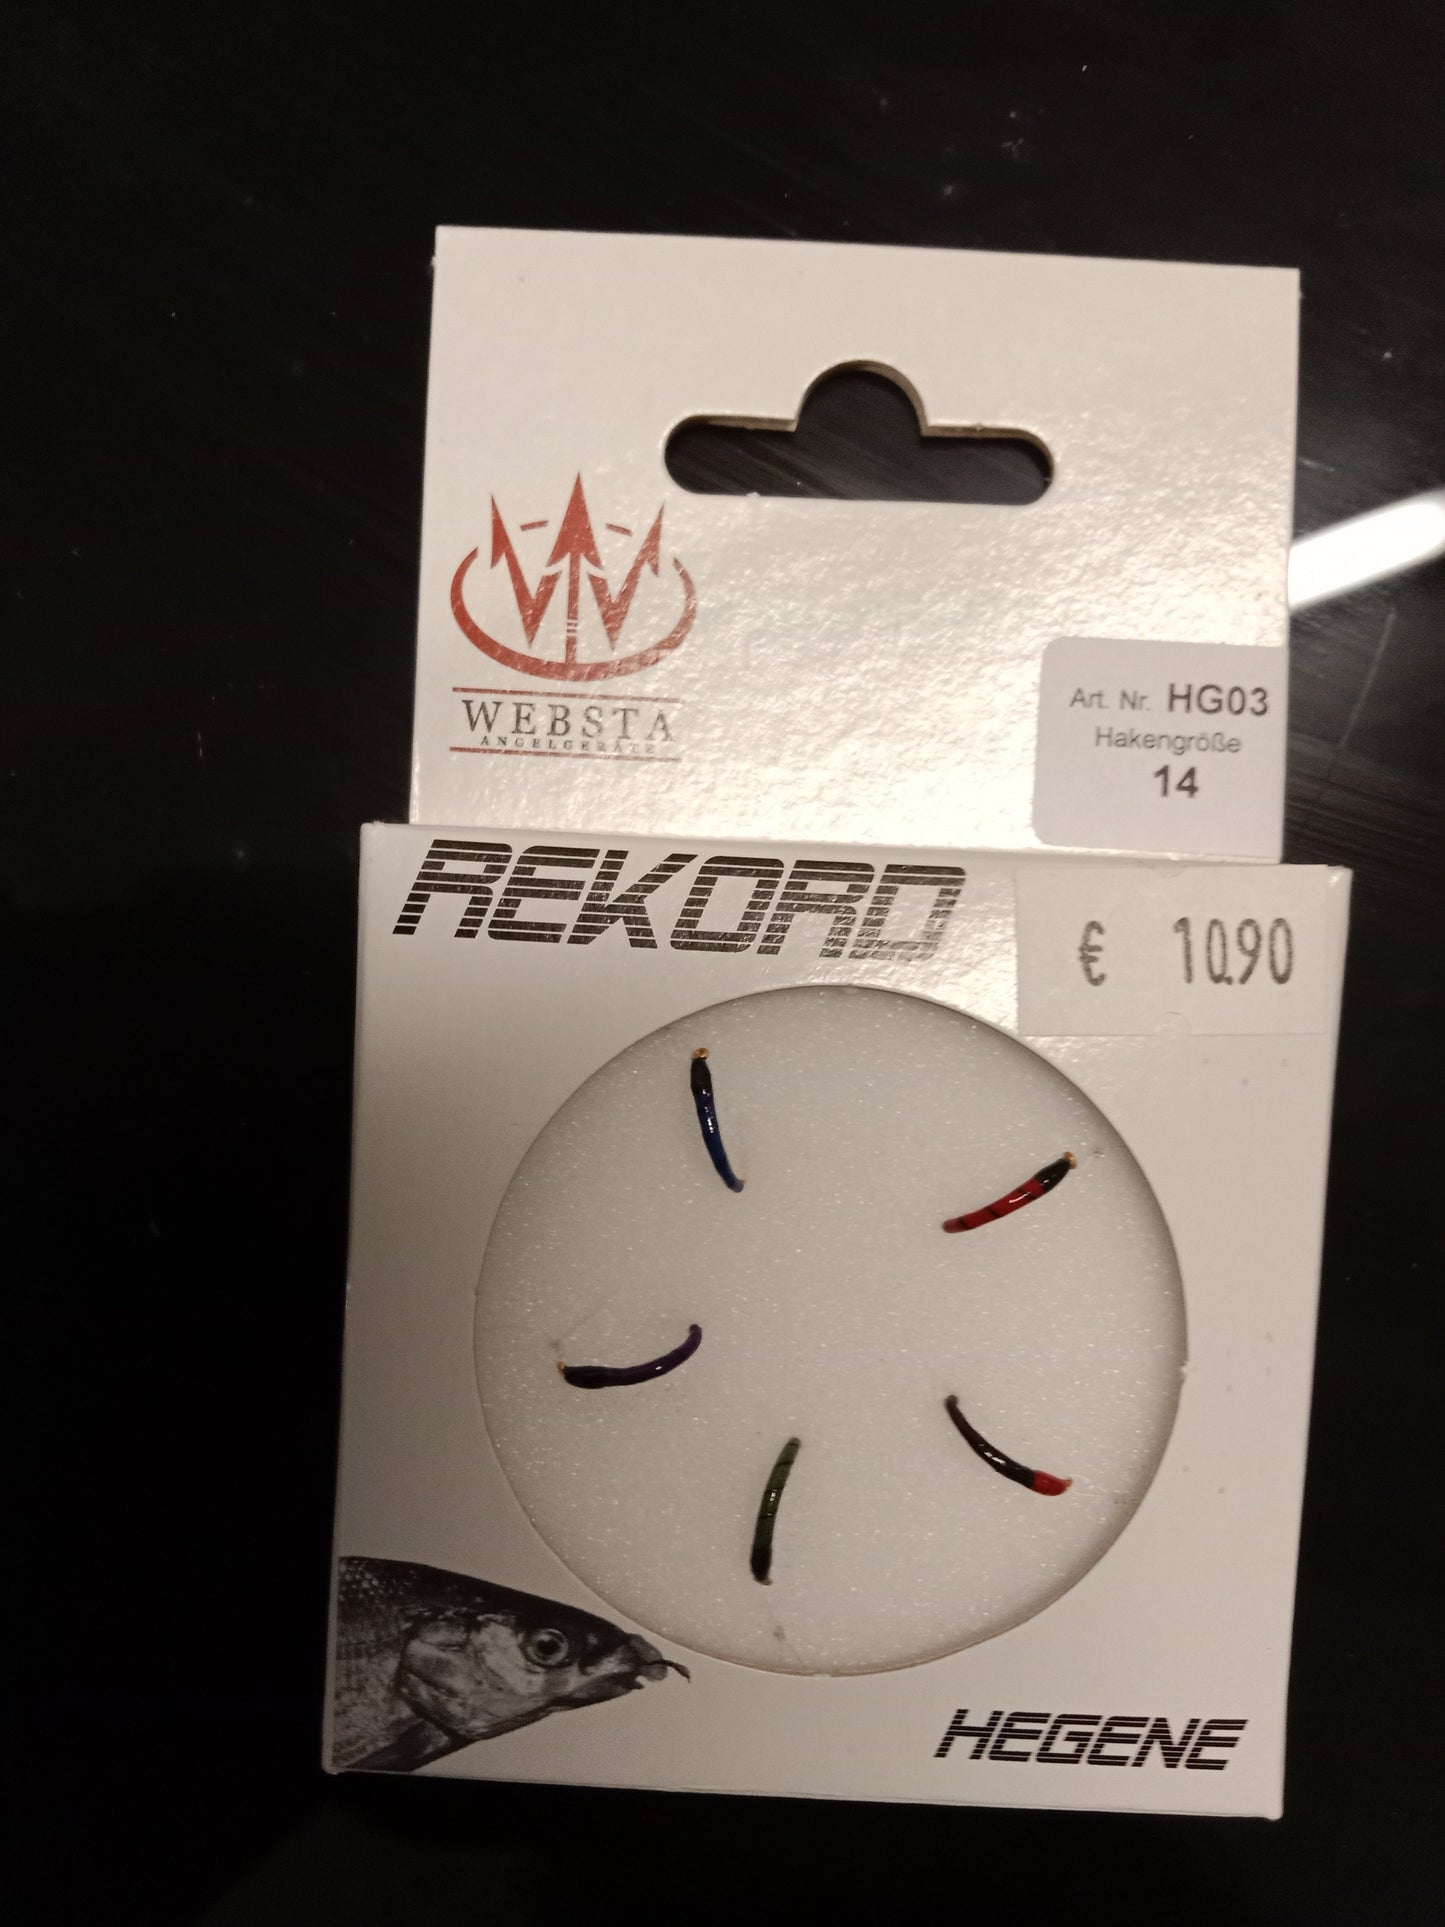 WEBSTA
ANGELGERÄTE
Art. Nr. HG03
Hakengröße
14
REKORD
€ 10.90
HEGENE